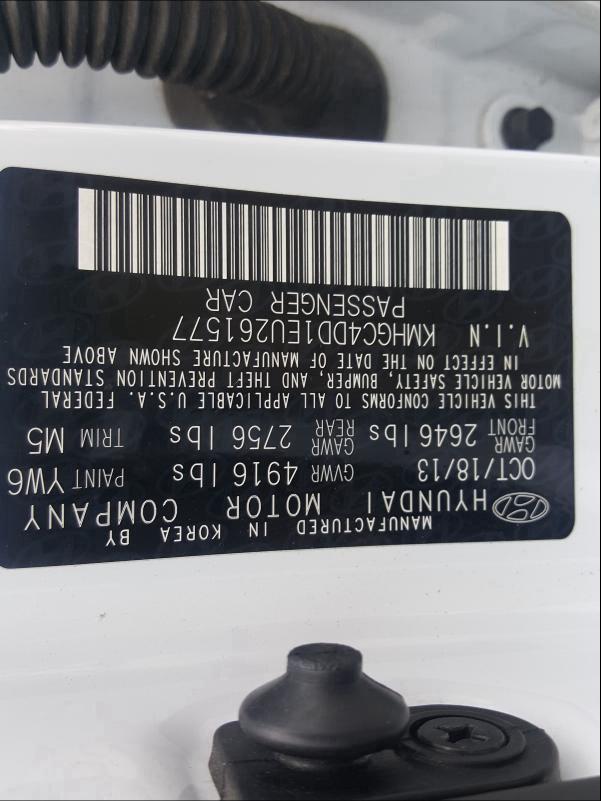 MANUFACTURED IN KOREA BY
HYUNDAI MOTOR COMPANY
OCT/18/13 GVWR 4916 lbs PAINT YW6
GAWR FRONT 2646 lbs GAWR REAR 2756 lbs TRIM M5
THIS VEHICLE CONFORMS TO ALL APPLICABLE U.S.A. FEDERAL
MOTOR VEHICLE SAFETY, BUMPER, AND THEFT PREVENTION STANDARDS
IN EFFECT ON THE DATE OF MANUFACTURE SHOWN ABOVE
V.I.N KMHGC4DD1EU261577
PASSENGER CAR